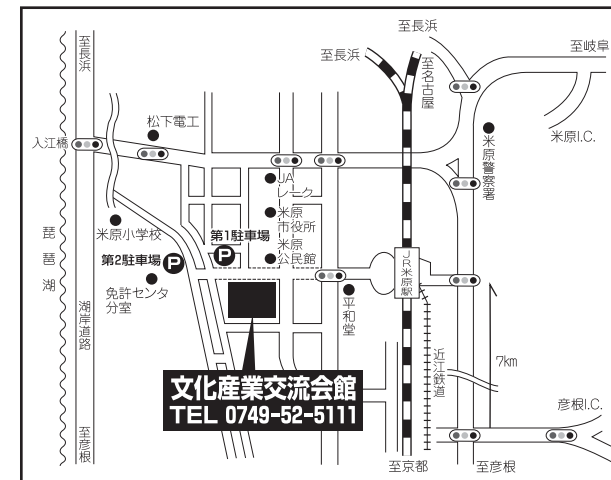 至長浜
至長浜
至長浜
至名古屋
至岐阜
松下電工
入江橋
米原I.C.
米原警察署
JA
レーク
米原
市役所
米原
公民館
米原小学校
第1駐車場
P
第2駐車場
P
免許センタ
分室
琵琶湖
湖岸道路
JR米原駅
平和堂
近江鉄道
7km
文化産業交流会館
TEL 0749-52-5111
彦根I.C.
至彦根
至京都
至彦根